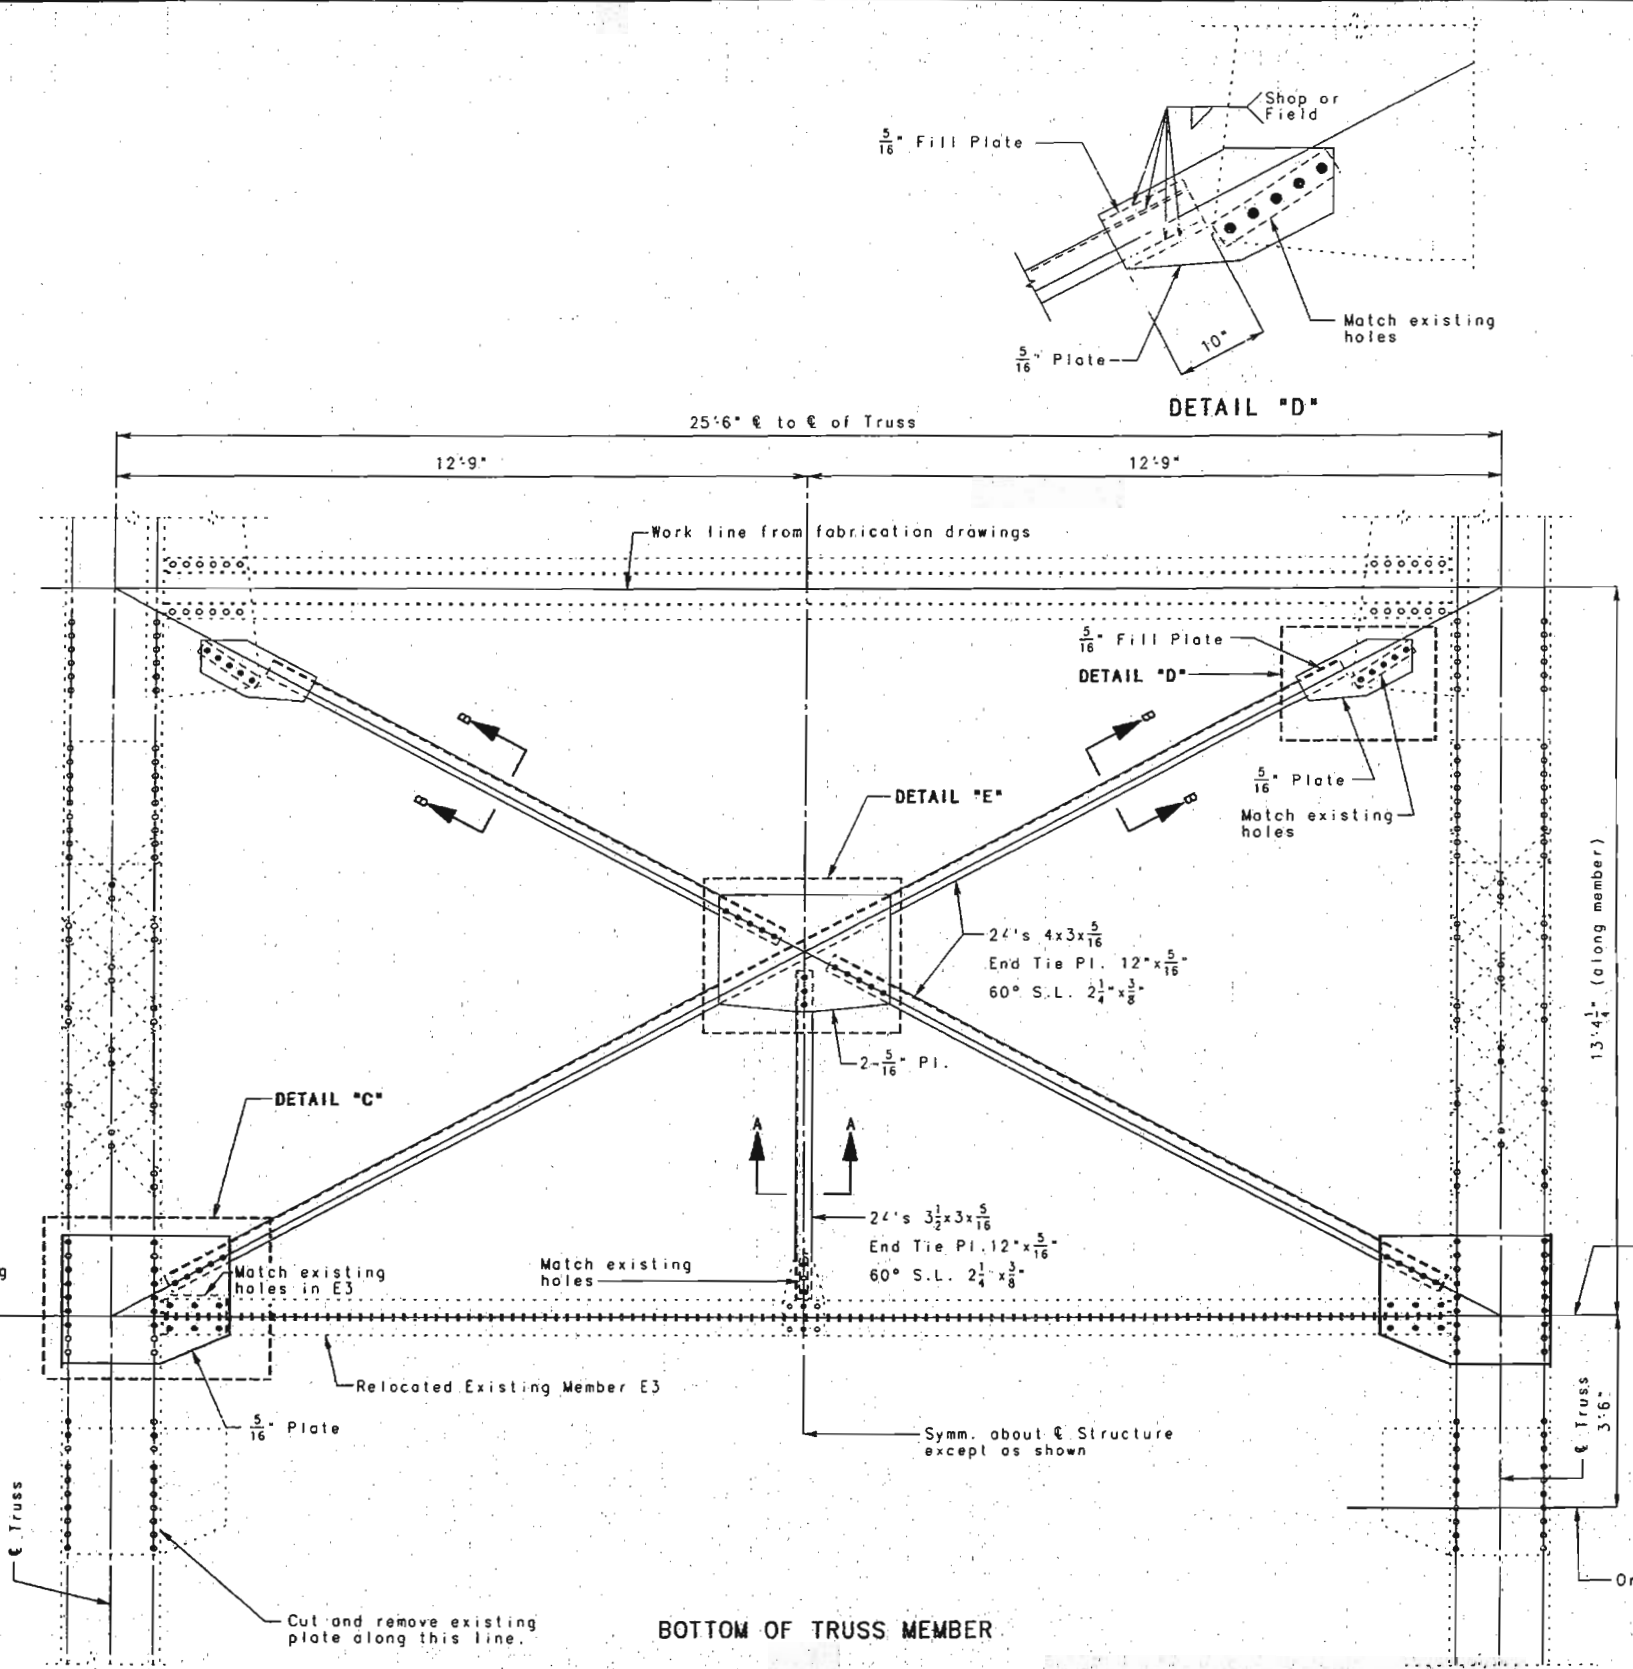 Shop or
Field
5/16" Fill Plate
Match existing
holes
10"
5/16" Plate
DETAIL "D"
25'-6" ℄ to ℄ of Truss
12'-9"
12'-9"
Work line from fabrication drawings
5/16" Fill Plate
DETAIL "D"
B
B
B
B
5/16" Plate
Match existing
holes
DETAIL "E"
13'-4 1/4" (along member)
2∠'s 4x3x5/16
End Tie Pl. 12"x5/16"
60° S.L. 2 1/4"x3/8"
2-5/16" Pl.
DETAIL "C"
A
A
2∠'s 3 1/2x3x5/16
End Tie Pl. 12"x5/16"
60° S.L. 2 1/4"x3/8"
Match existing
holes
Match existing
holes in E3
Relocated Existing Member E3
5/16" Plate
Symm. about ℄ Structure
except as shown
℄ Truss
3'-6"
℄ Truss
Cut and remove existing
plate along this line.
BOTTOM OF TRUSS MEMBER